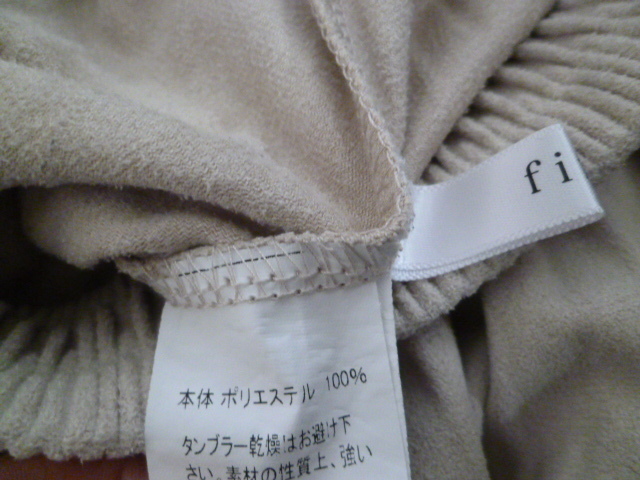 fi
本体 ポリエステル 100%
タンブラー乾燥はお避け下
さい。素材の性質上、強い